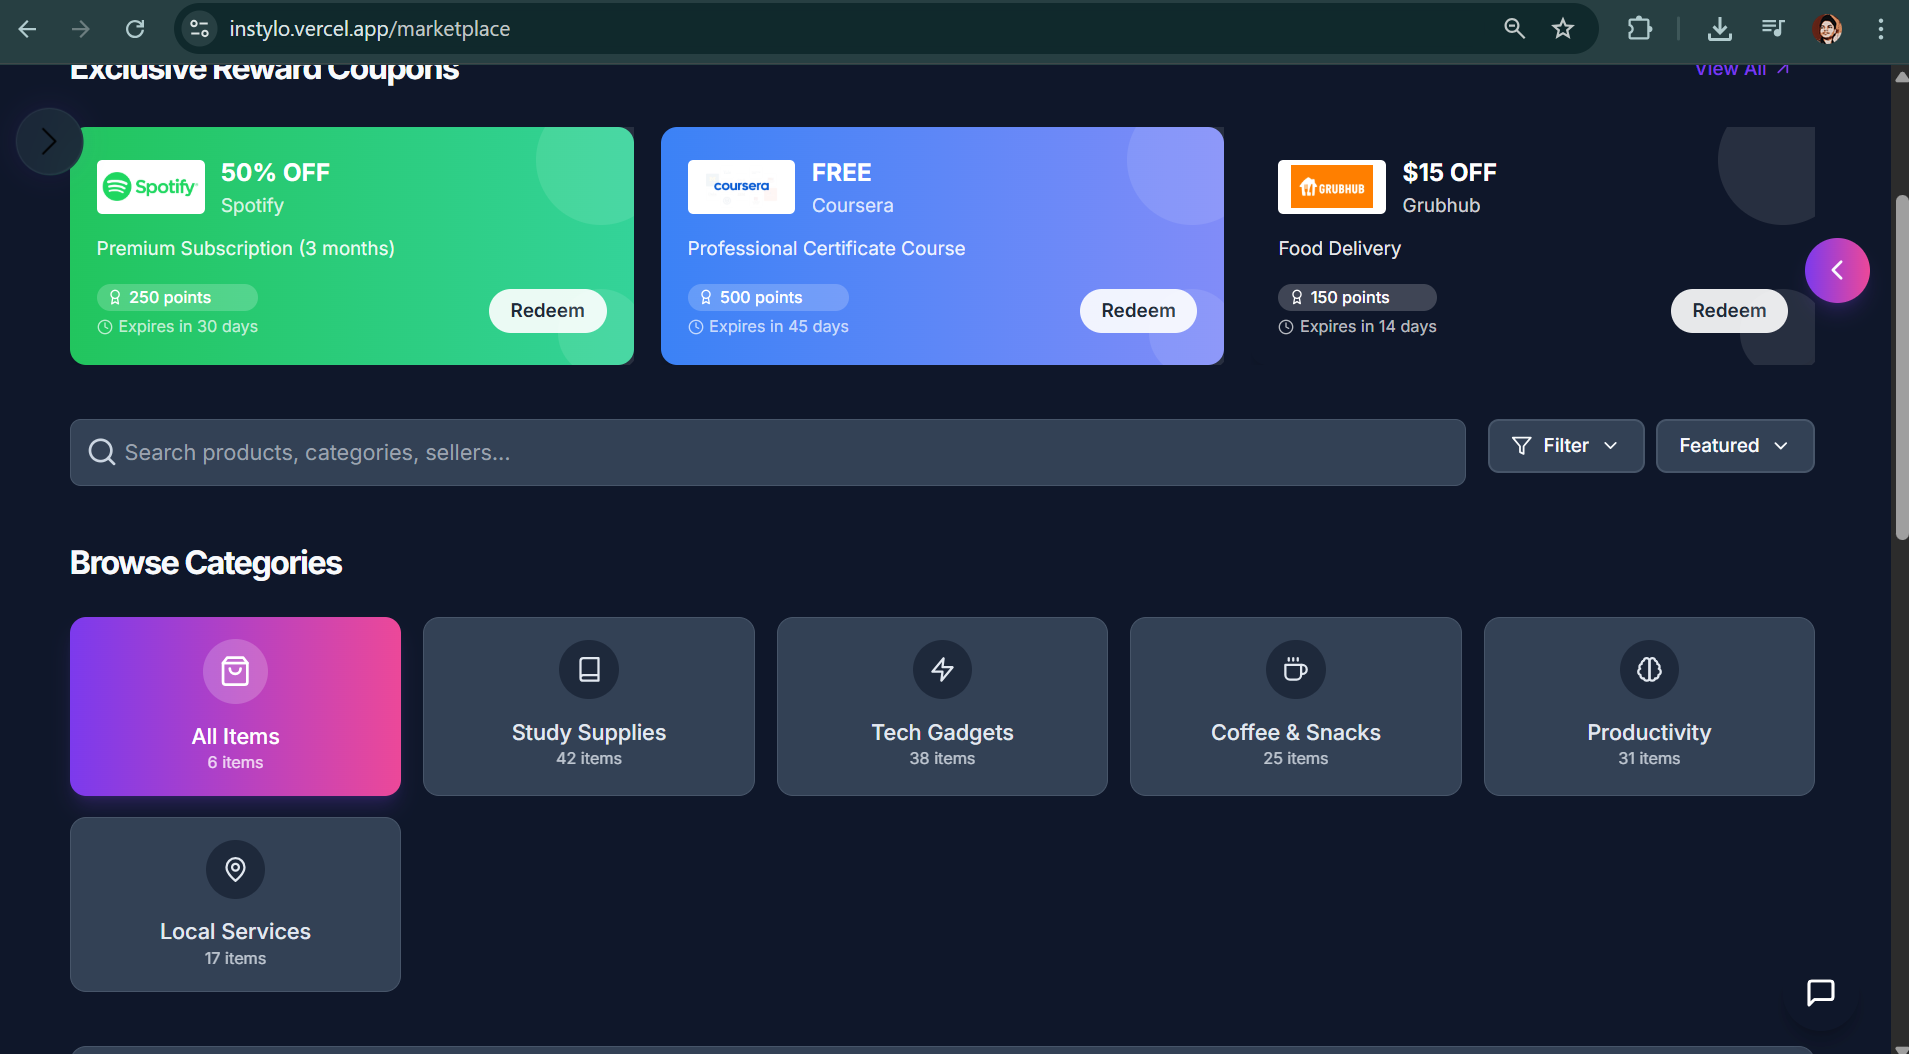 instylo.vercel.app/marketplace
Exclusive Reward Coupons
View All
Spotify
50% OFF
Spotify
Premium Subscription (3 months)
250 points
Expires in 30 days
Redeem
coursera
FREE
Coursera
Professional Certificate Course
500 points
Expires in 45 days
Redeem
GRUBHUB
$15 OFF
Grubhub
Food Delivery
150 points
Expires in 14 days
Redeem
Search products, categories, sellers...
Filter
Featured
Browse Categories
All Items
6 items
Study Supplies
42 items
Tech Gadgets
38 items
Coffee & Snacks
25 items
Productivity
31 items
Local Services
17 items